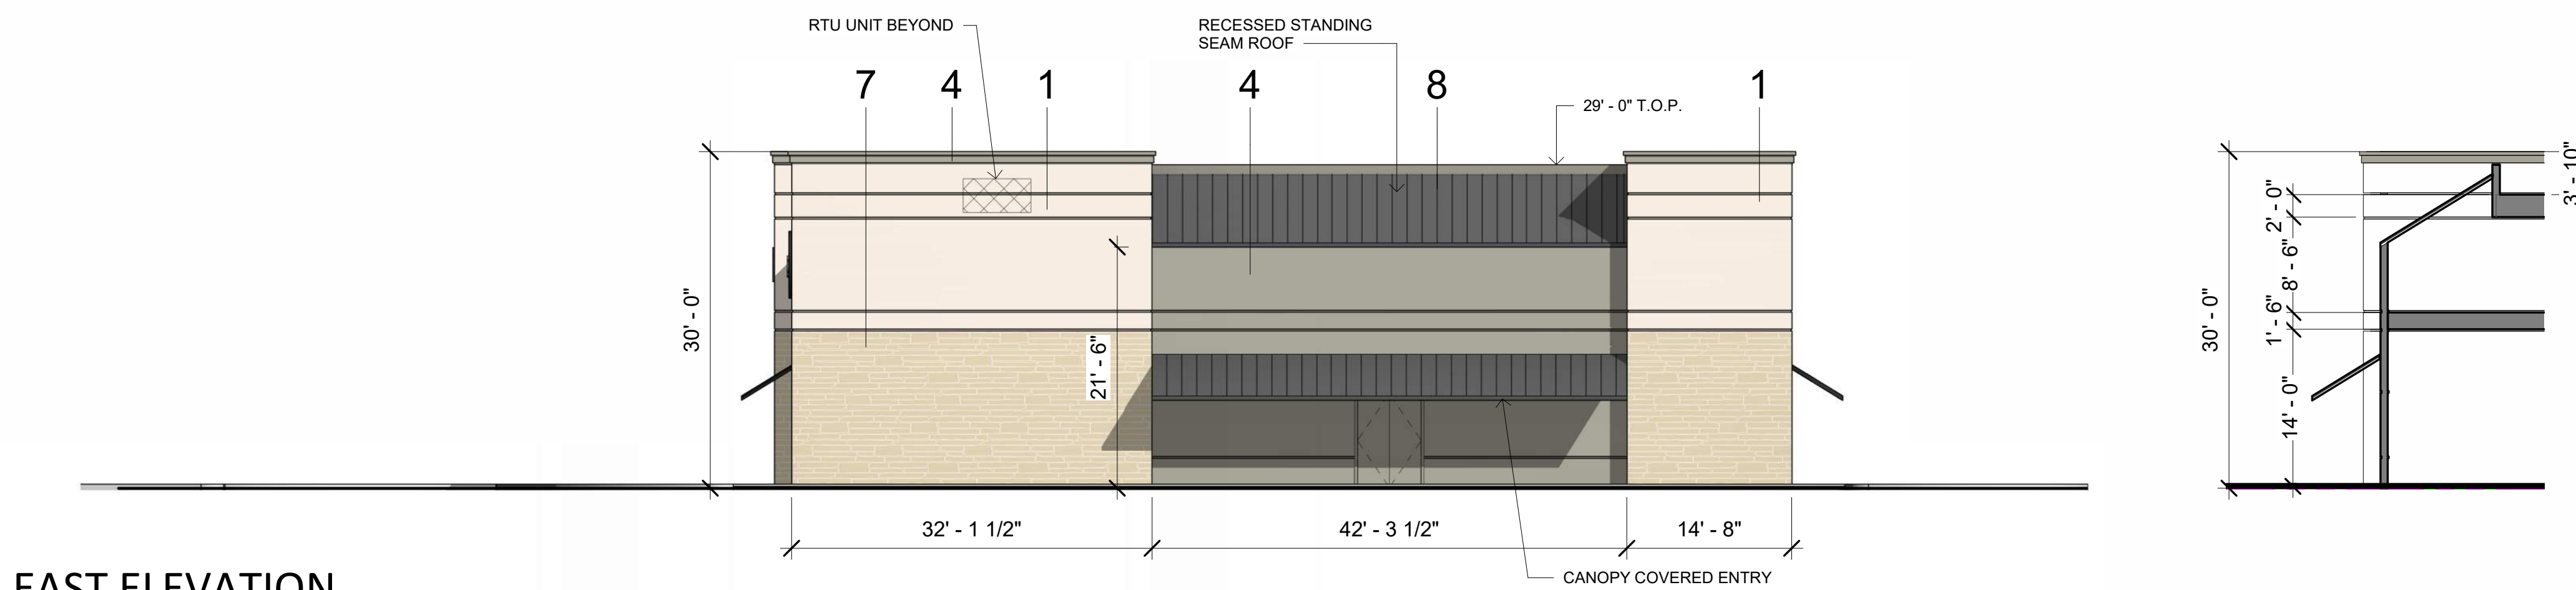 RTU UNIT BEYOND
RECESSED STANDING
SEAM ROOF
7
4
1
4
8
1
29' - 0" T.O.P.
30' - 0"
21' - 6"
32' - 1 1/2"
42' - 3 1/2"
14' - 8"
CANOPY COVERED ENTRY
EAST ELEVATION
30' - 0"
2' - 0"
8' - 6"
1' - 6"
14' - 0"
3' - 10"